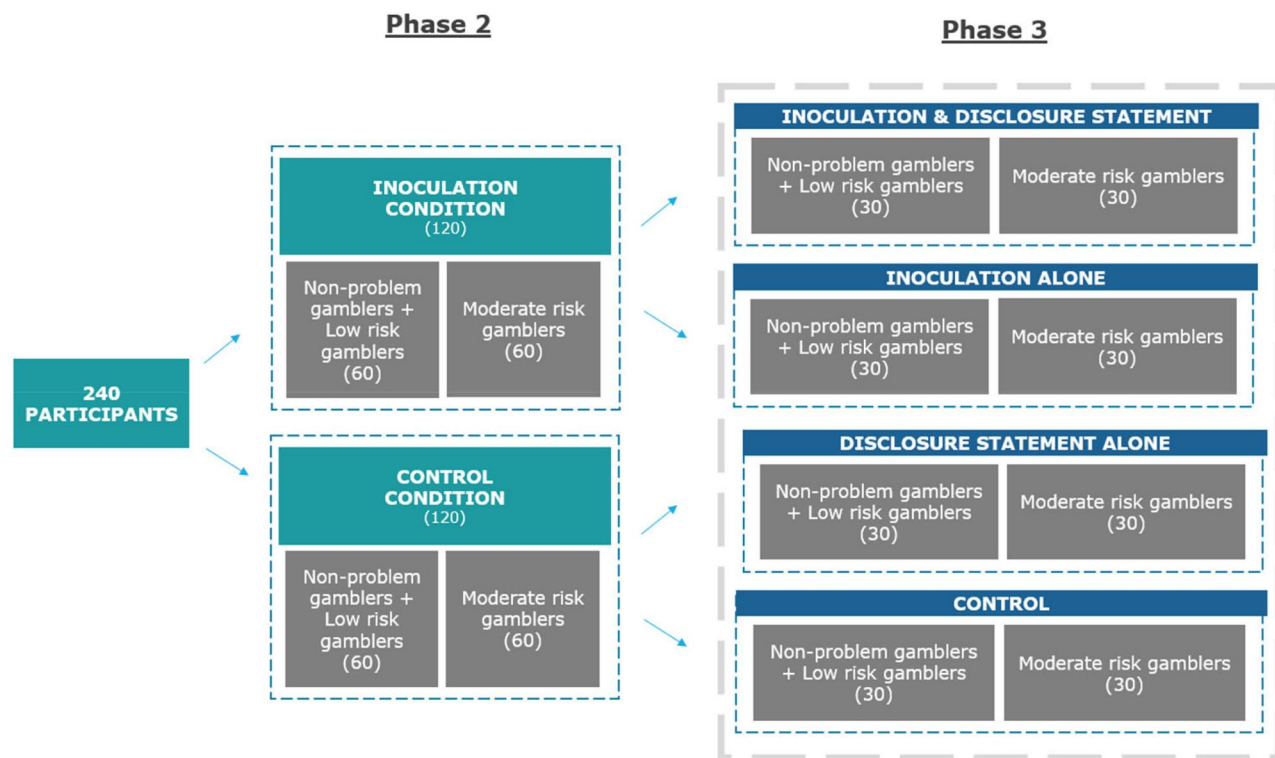 Phase 2
Phase 3
240
PARTICIPANTS
INOCULATION
CONDITION
(120)
Non-problem
gamblers +
Low risk
gamblers
(60)
Moderate risk
gamblers
(60)
CONTROL
CONDITION
(120)
Non-problem
gamblers +
Low risk
gamblers
(60)
Moderate risk
gamblers
(60)
INOCULATION & DISCLOSURE STATEMENT
Non-problem gamblers
+ Low risk gamblers
(30)
Moderate risk gamblers
(30)
INOCULATION ALONE
Non-problem gamblers
+ Low risk gamblers
(30)
Moderate risk gamblers
(30)
DISCLOSURE STATEMENT ALONE
Non-problem gamblers
+ Low risk gamblers
(30)
Moderate risk gamblers
(30)
CONTROL
Non-problem gamblers
+ Low risk gamblers
(30)
Moderate risk gamblers
(30)